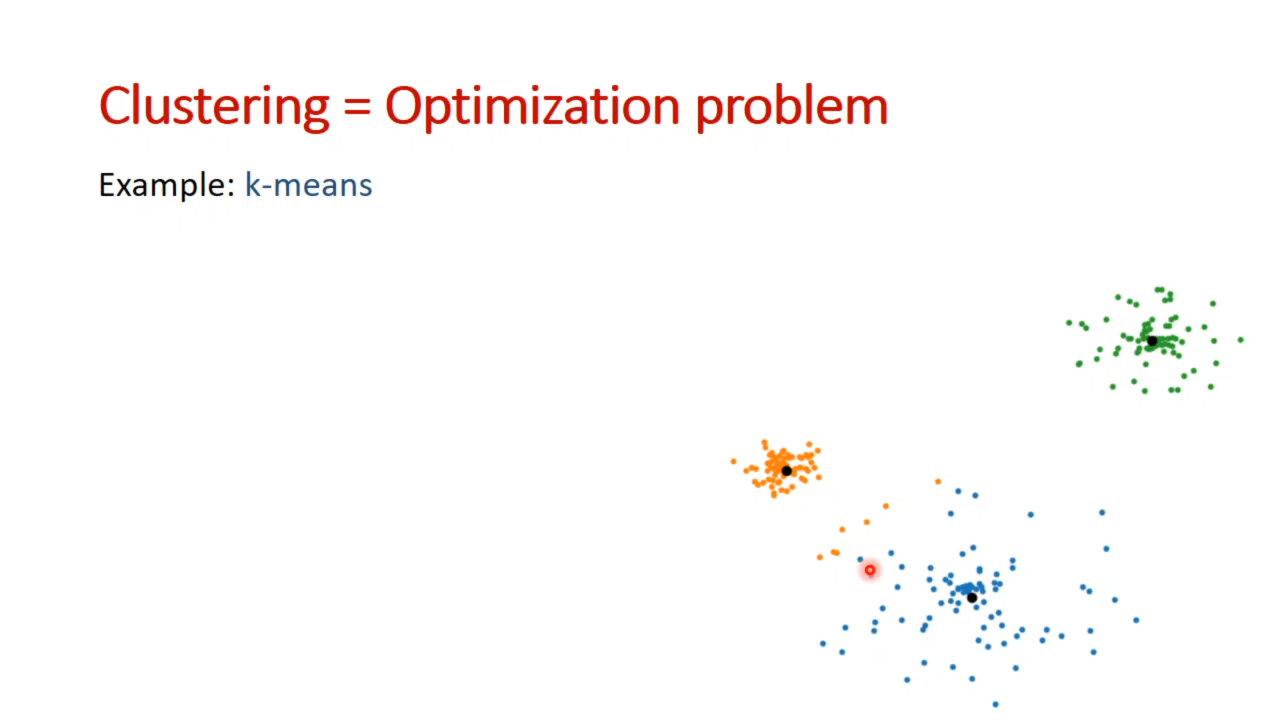 Clustering = Optimization problem
Example: k-means